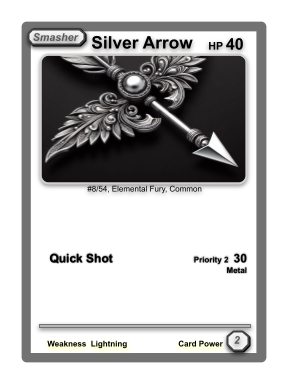 Smasher Silver Arrow HP 40
#8/54, Elemental Fury, Common
Quick Shot Priority 2 30
Metal
Weakness Lightning Card Power 2